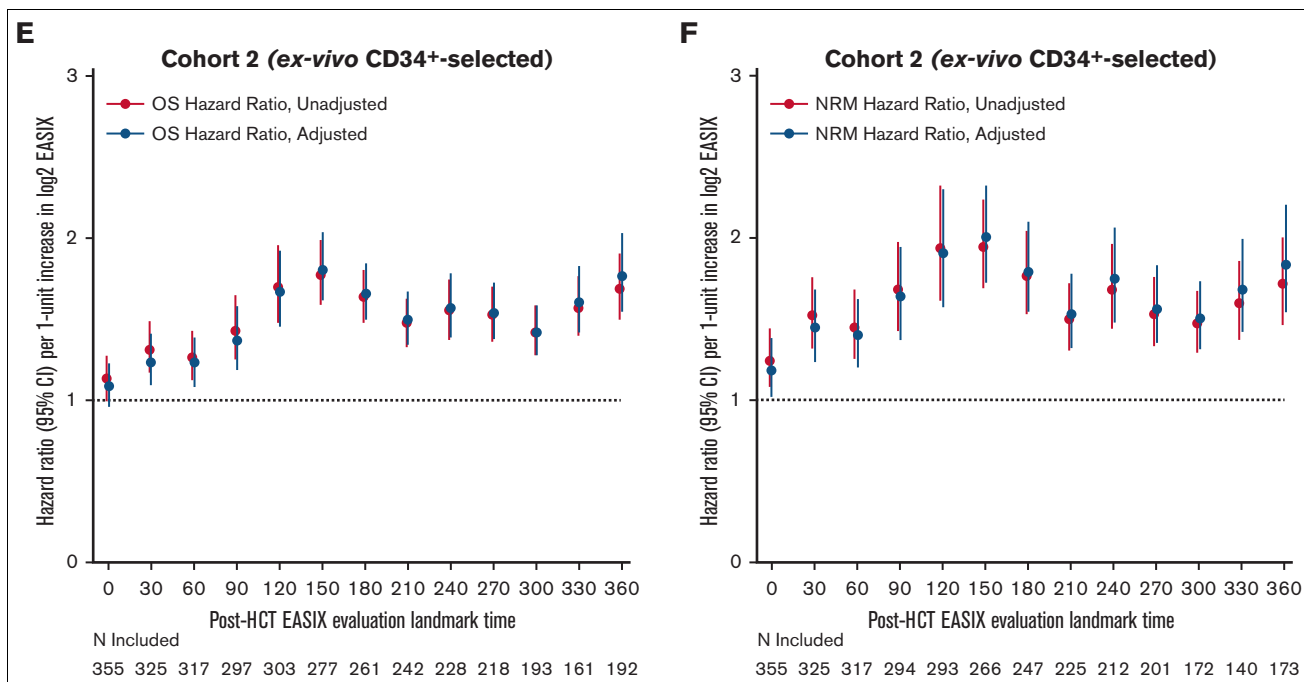 E
Cohort 2 (ex-vivo CD34+-selected)
OS Hazard Ratio, Unadjusted
OS Hazard Ratio, Adjusted
Hazard ratio (95% CI) per 1-unit increase in log2 EASIX
3
2
1
0
0 30 60 90 120 150 180 210 240 270 300 330 360
Post-HCT EASIX evaluation landmark time
N Included
355 325 317 297 303 277 261 242 228 218 193 161 192
F
Cohort 2 (ex-vivo CD34+-selected)
NRM Hazard Ratio, Unadjusted
NRM Hazard Ratio, Adjusted
Hazard ratio (95% CI) per 1-unit increase in log2 EASIX
3
2
1
0
0 30 60 90 120 150 180 210 240 270 300 330 360
Post-HCT EASIX evaluation landmark time
N Included
355 325 317 294 293 266 247 225 212 201 172 140 173